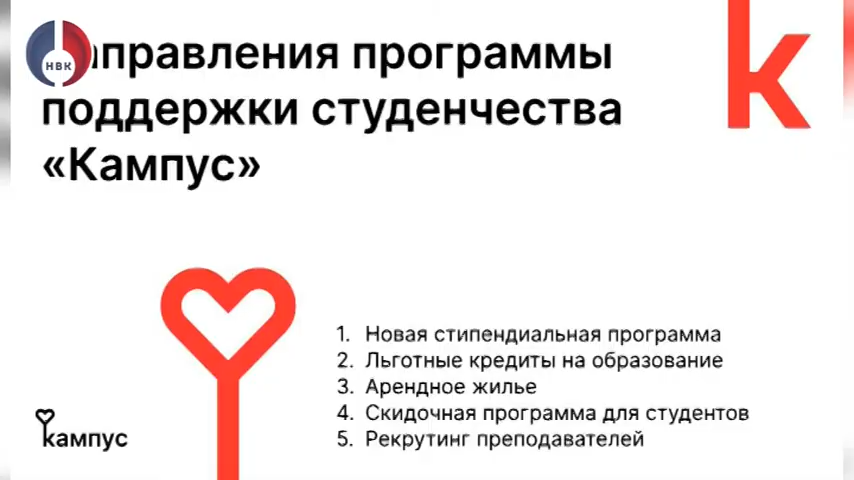 НВК
аправления программы
поддержки студенчества
«Кампус»
k
1. Новая стипендиальная программа
2. Льготные кредиты на образование
3. Арендное жилье
4. Скидочная программа для студентов
5. Рекрутинг преподавателей
кампус